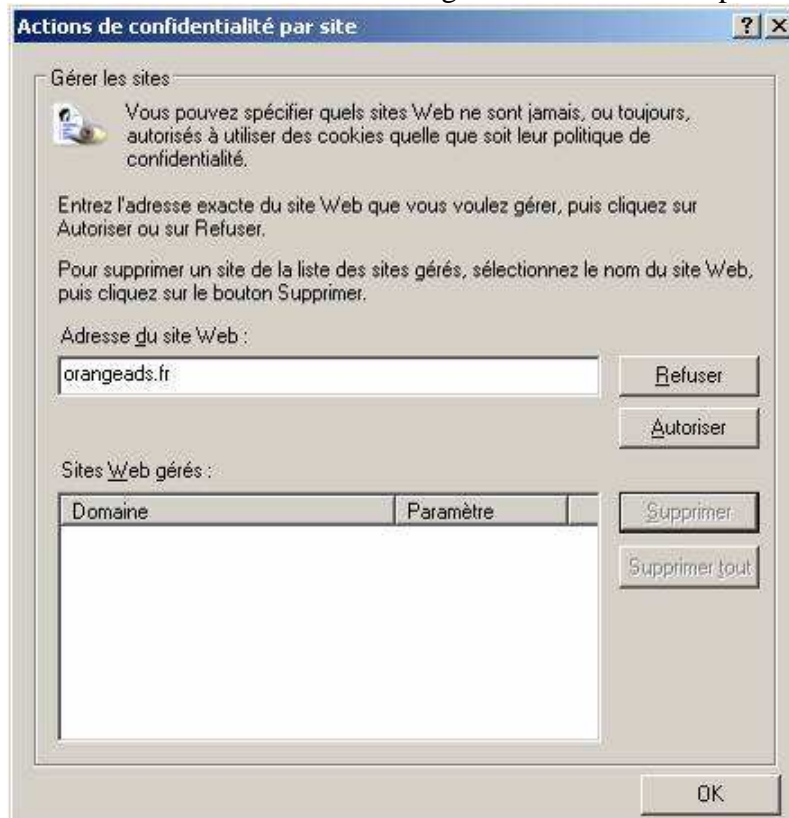 Actions de confidentialité par site
Gérer les sites
Vous pouvez spécifier quels sites Web ne sont jamais, ou toujours,
autorisés à utiliser des cookies quelle que soit leur politique de
confidentialité.
Entrez l'adresse exacte du site Web que vous voulez gérer, puis cliquez sur
Autoriser ou sur Refuser.
Pour supprimer un site de la liste des sites gérés, sélectionnez le nom du site Web,
puis cliquez sur le bouton Supprimer.
Adresse du site Web :
orangeads.fr
Refuser
Autoriser
Sites Web gérés :
Domaine Paramètre
Supprimer
Supprimer tout
OK